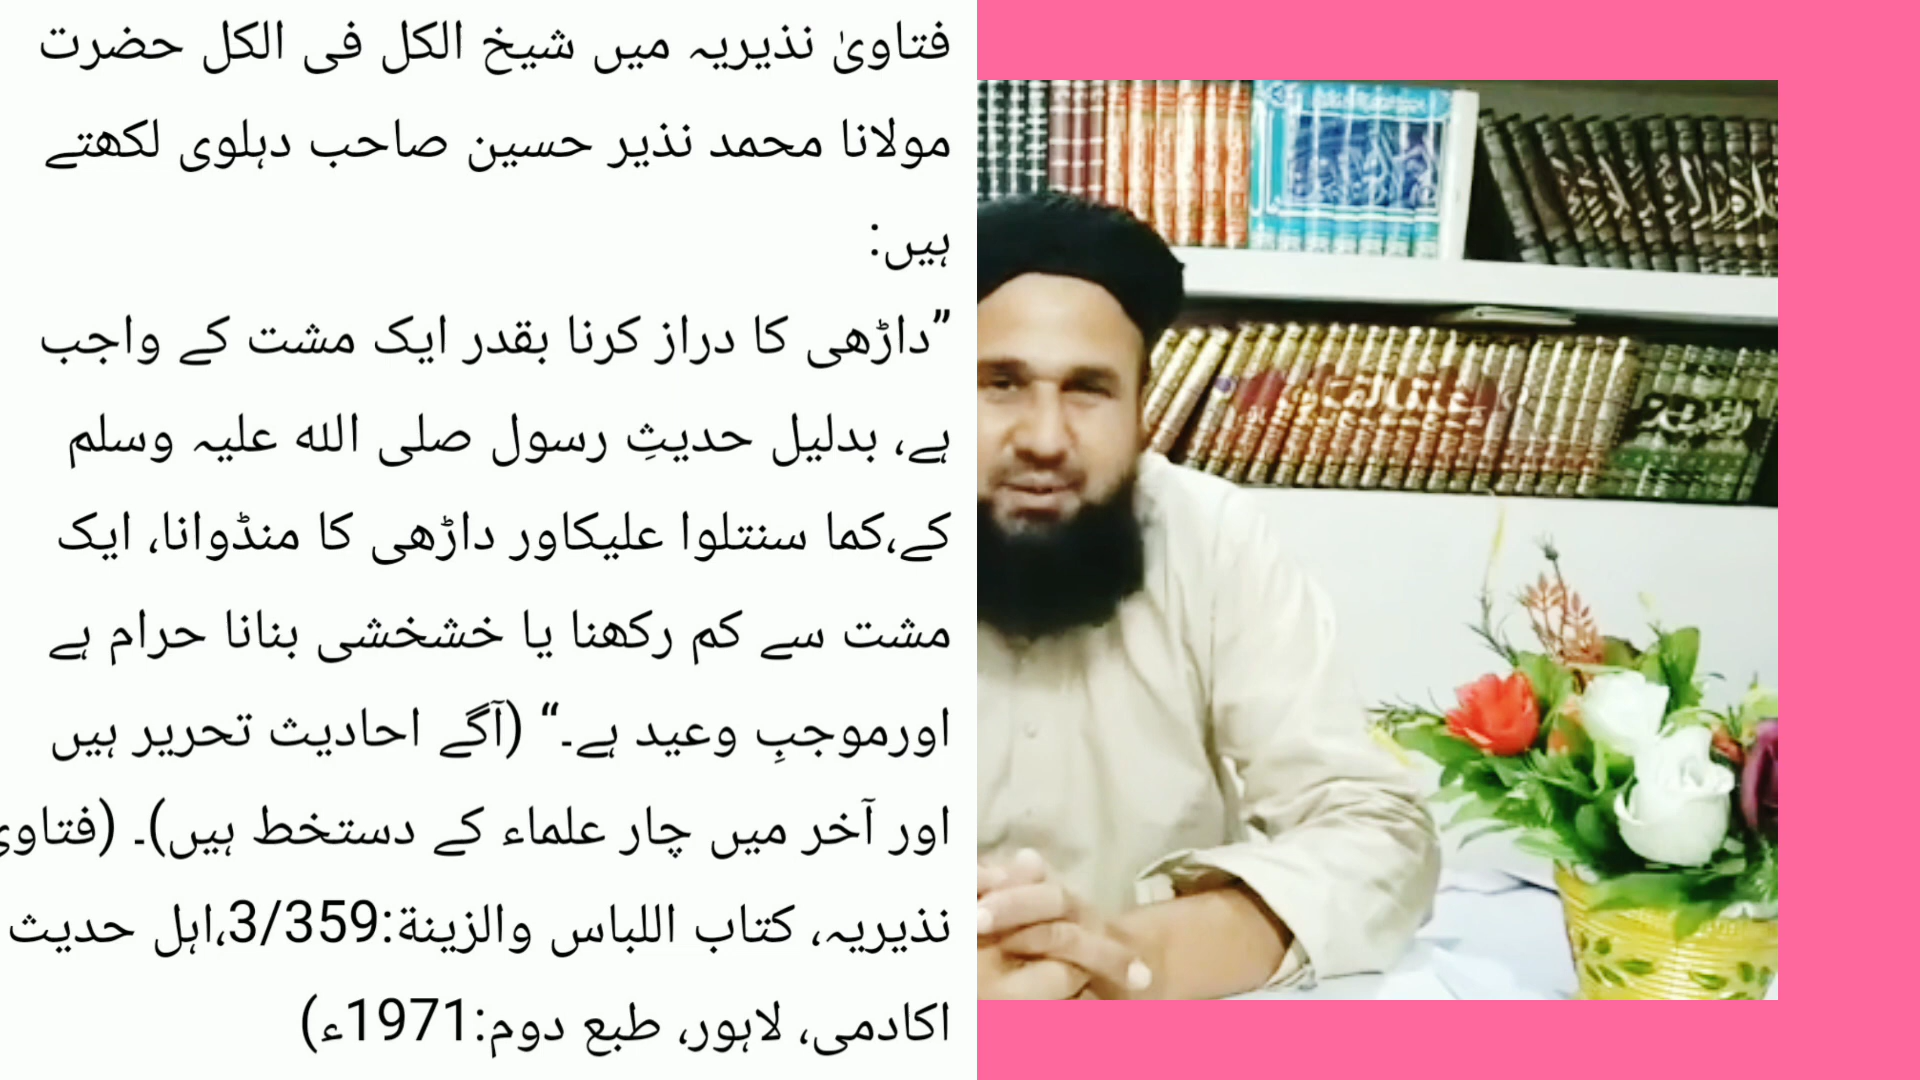 فتاویٰ نذیریہ میں شیخ الکل فی الکل حضرت
مولانا محمد نذیر حسین صاحب دہلوی لکھتے
ہیں:
”داڑھی کا دراز کرنا بقدر ایک مشت کے واجب
ہے، بدلیل حدیثِ رسول صلی اللہ علیہ وسلم
کے،کما سنتلوا علیکاور داڑھی کا منڈوانا، ایک
مشت سے کم رکھنا یا خشخشی بنانا حرام ہے
اورموجبِ وعید ہے۔“ (آگے احادیث تحریر ہیں
اور آخر میں چار علماء کے دستخط ہیں)۔ (فتاوی
نذیریہ، کتاب اللباس والزینة:3/359،اہل حدیث
اکادمی، لاہور، طبع دوم:1971ء)